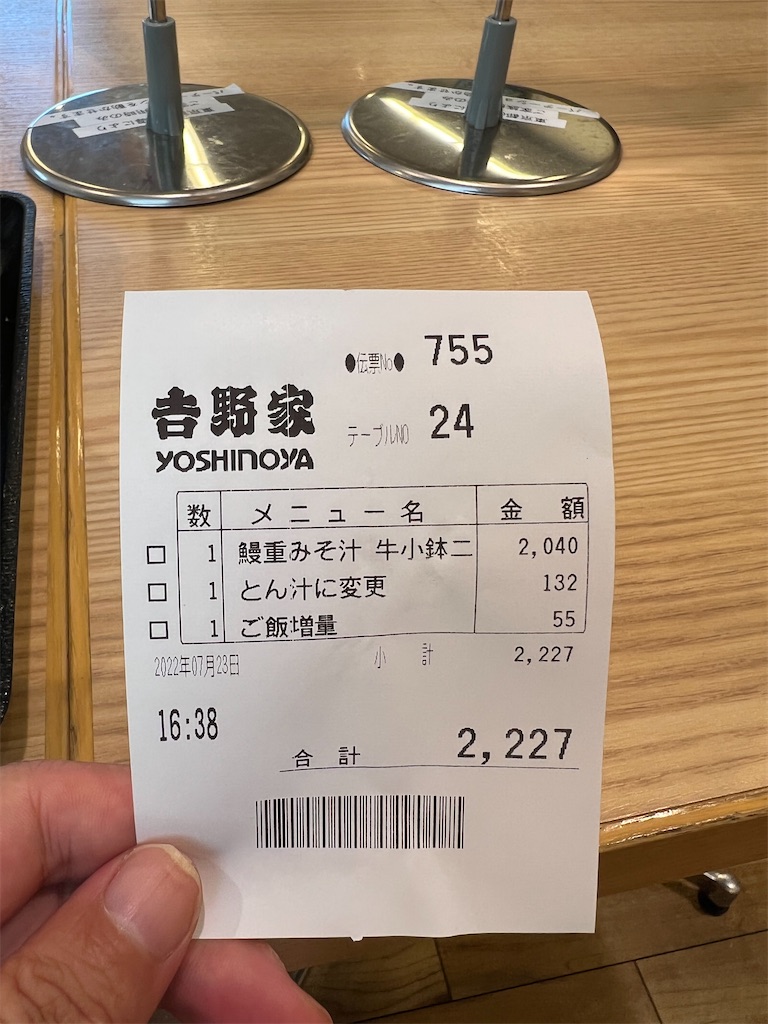 ●伝票No● 755
吉野家
YOSHINOYA
テーブルNO 24
数 メニュー名 金額
□ 1 鰻重みそ汁 牛小鉢二 2,040
□ 1 とん汁に変更 132
□ 1 ご飯増量 55
2022年07月23日 小計 2,227
16:38
合計 2,227